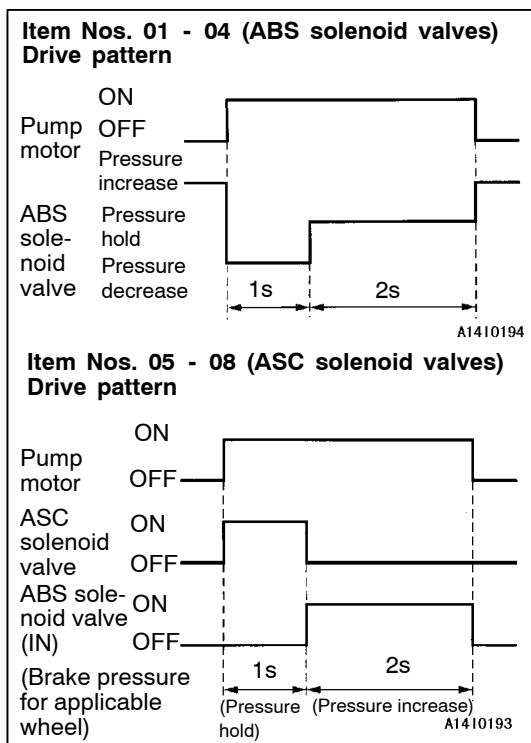 Item Nos. 01 - 04 (ABS solenoid valves)
Drive pattern
ON
Pump OFF
motor
Pressure
increase
ABS Pressure
sole- hold
noid Pressure
valve decrease
1s 2s
A14I0194
Item Nos. 05 - 08 (ASC solenoid valves)
Drive pattern
ON
Pump
motor OFF
ASC ON
solenoid
valve OFF
ABS sole-
noid valve ON
(IN) OFF
(Brake pressure
for applicable
wheel)
1s 2s
(Pressure
hold)
(Pressure increase)
A14I0193